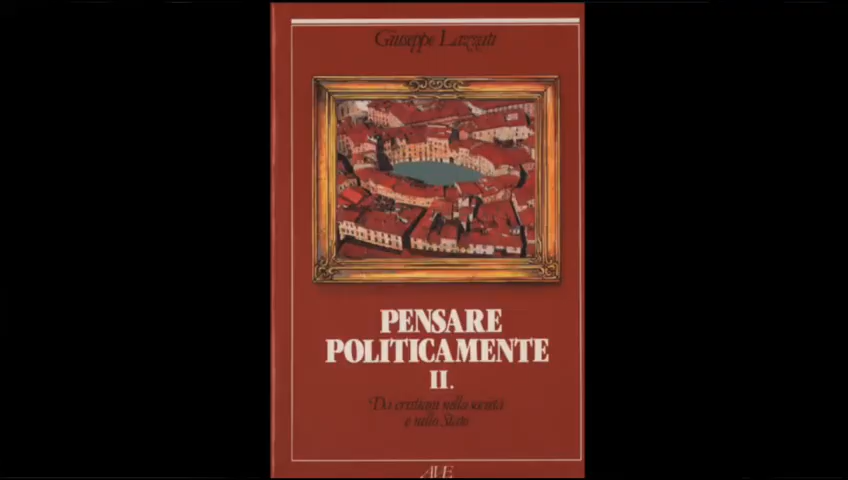 Giuseppe Lazzati
PENSARE
POLITICAMENTE
II.
Da cristiani nella società
e nello Stato
AVE